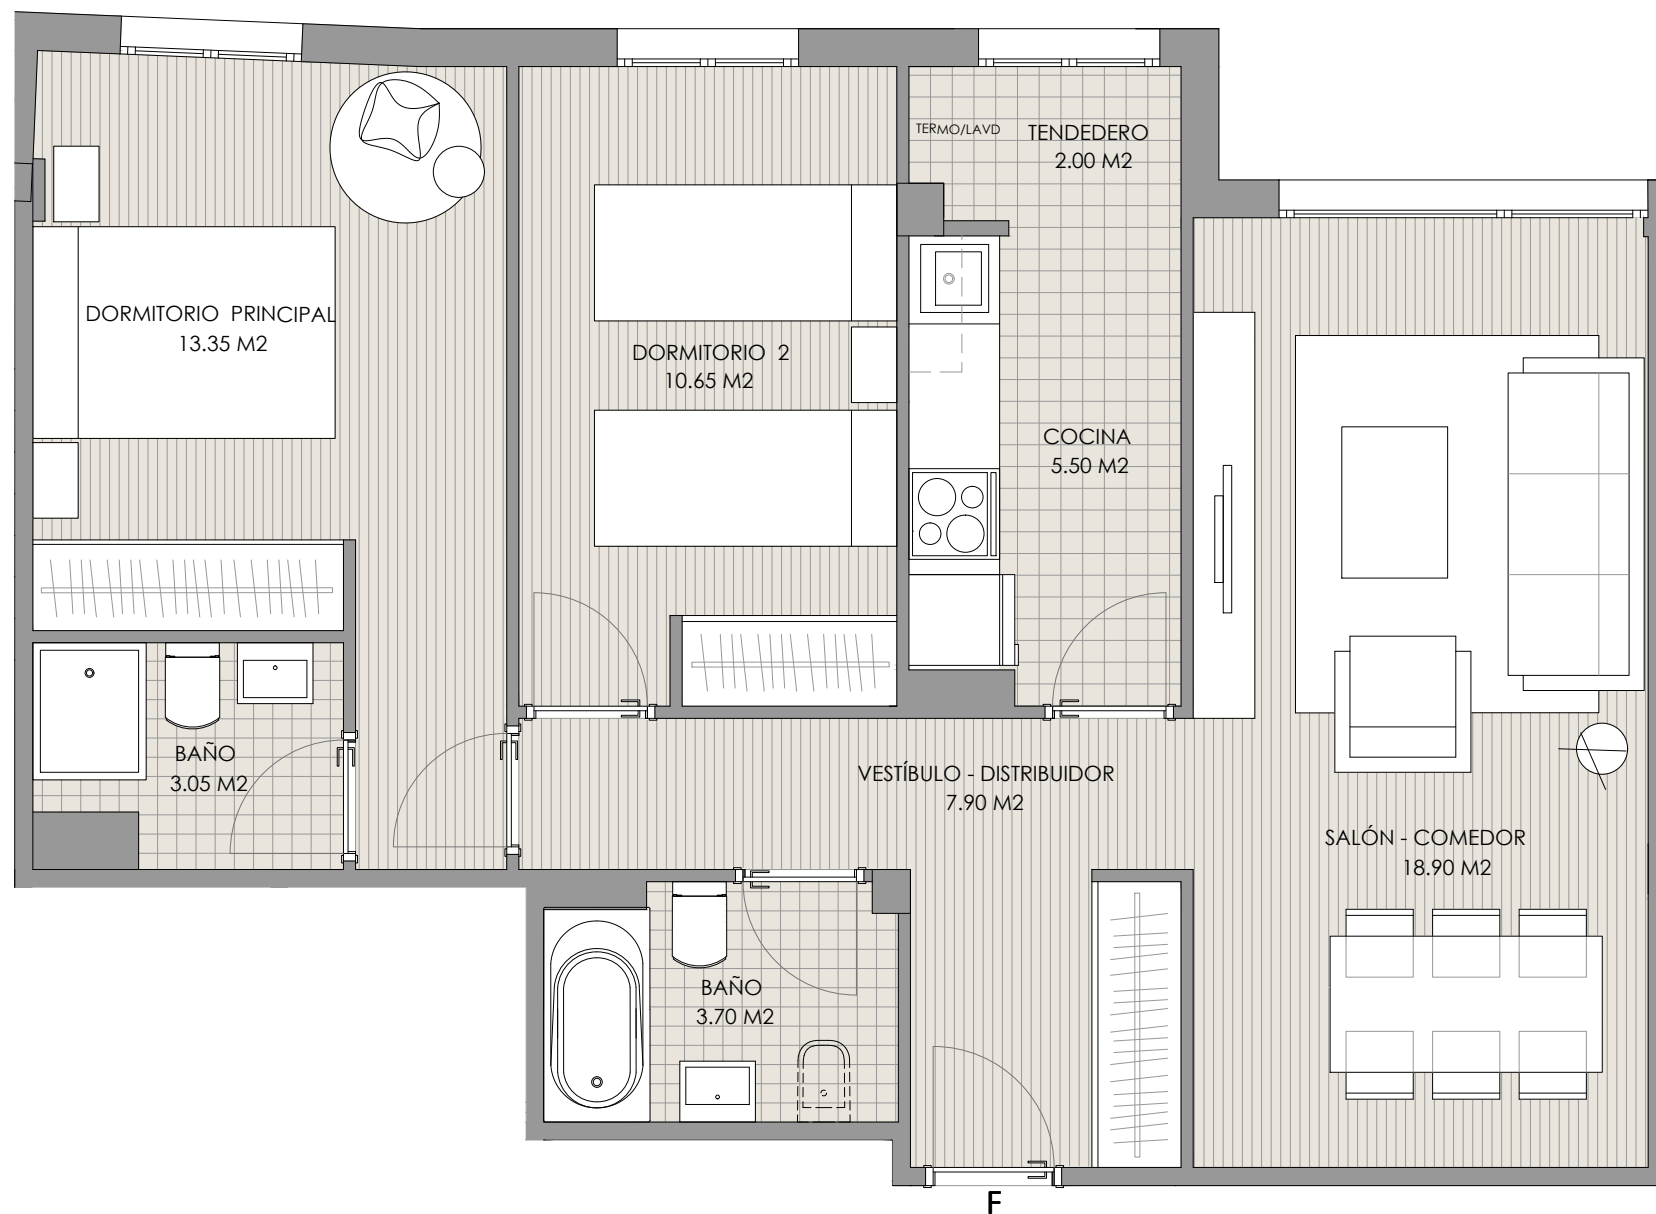 TERMO/LAVD
TENDEDERO
2.00 M2
DORMITORIO PRINCIPAL
13.35 M2
DORMITORIO 2
10.65 M2
COCINA
5.50 M2
BAÑO
3.05 M2
VESTÍBULO - DISTRIBUIDOR
7.90 M2
SALÓN - COMEDOR
18.90 M2
BAÑO
3.70 M2
F